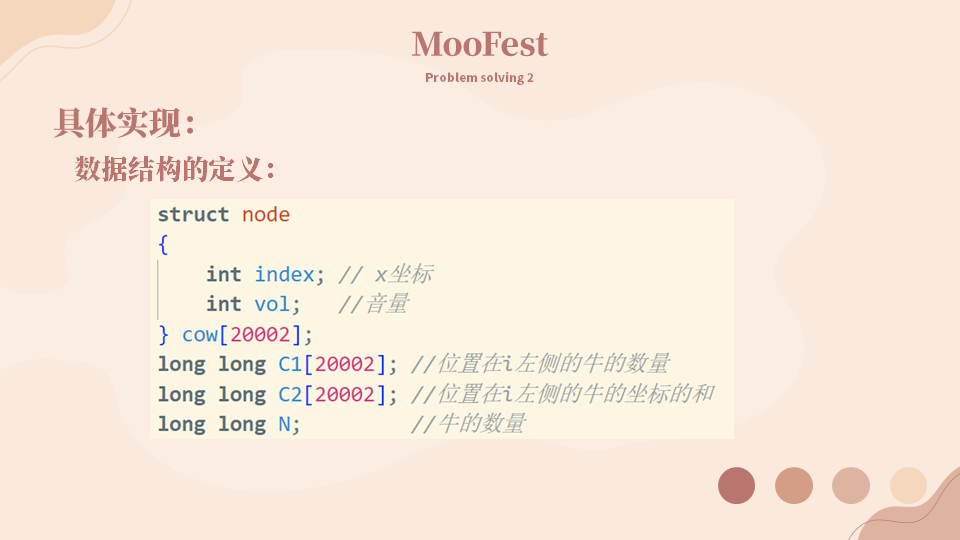 MooFest
Problem solving 2
具体实现：
数据结构的定义：
struct node
{
    int index; // x坐标
    int vol;   //音量
} cow[20002];
long long C1[20002]; //位置在i左侧的牛的数量
long long C2[20002]; //位置在i左侧的牛的坐标的和
long long N;         //牛的数量